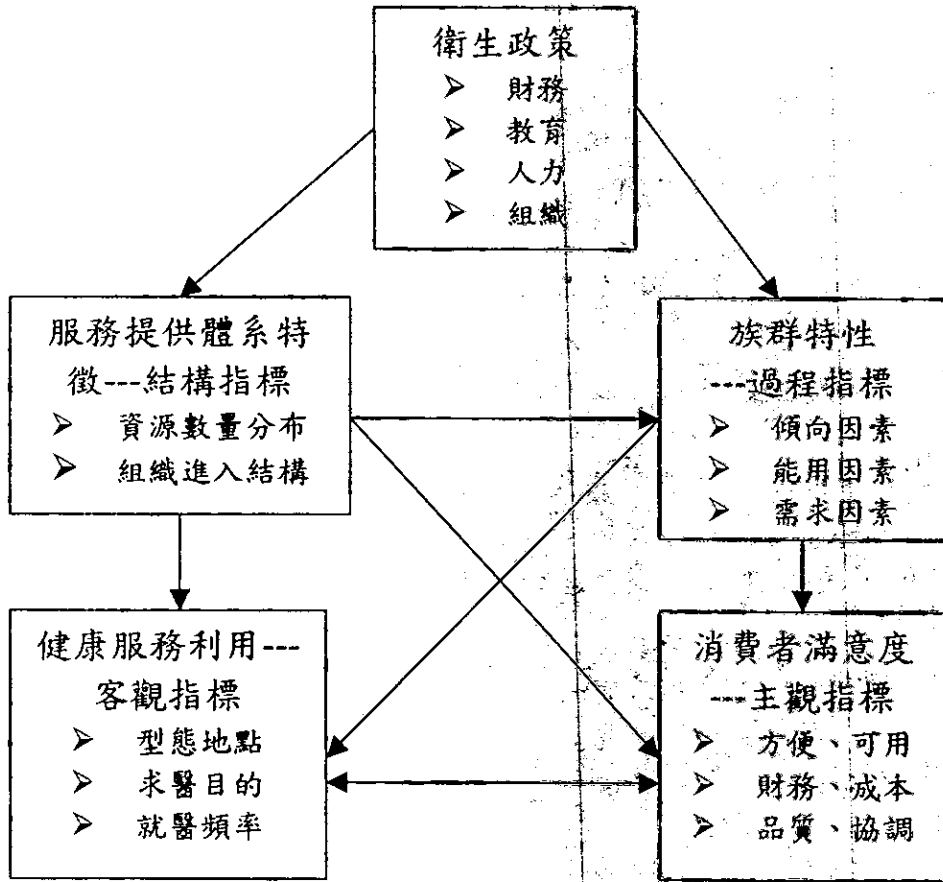 衛生政策
➢ 財務
➢ 教育
➢ 人力
➢ 組織
服務提供體系特
徵---結構指標
➢ 資源數量分布
➢ 組織進入結構
族群特性
---過程指標
➢ 傾向因素
➢ 能用因素
➢ 需求因素
健康服務利用---
客觀指標
➢ 型態地點
➢ 求醫目的
➢ 就醫頻率
消費者滿意度
---主觀指標
➢ 方便、可用
➢ 財務、成本
➢ 品質、協調